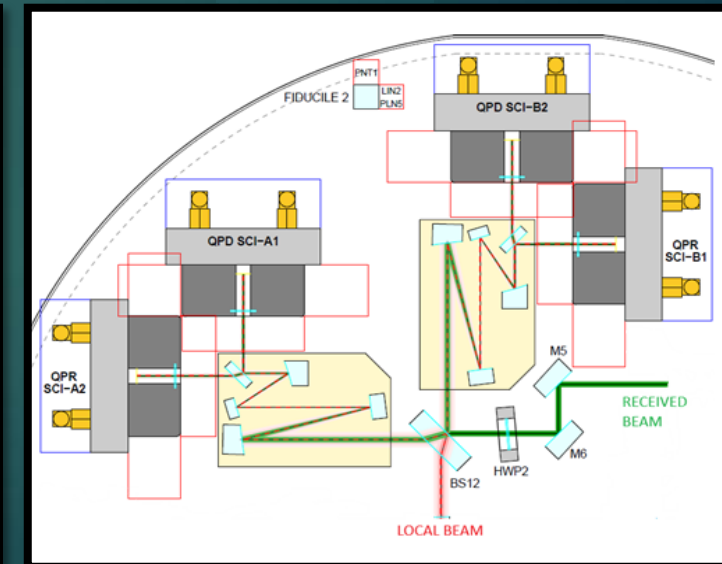 PNT1
FIDUCILE 2
LIN2
PLN5
QPD SCI-B2
QPD SCI-A1
QPR
SCI-B1
QPR
SCI-A2
M5
RECEIVED
BEAM
M6
HWP2
BS12
LOCAL BEAM